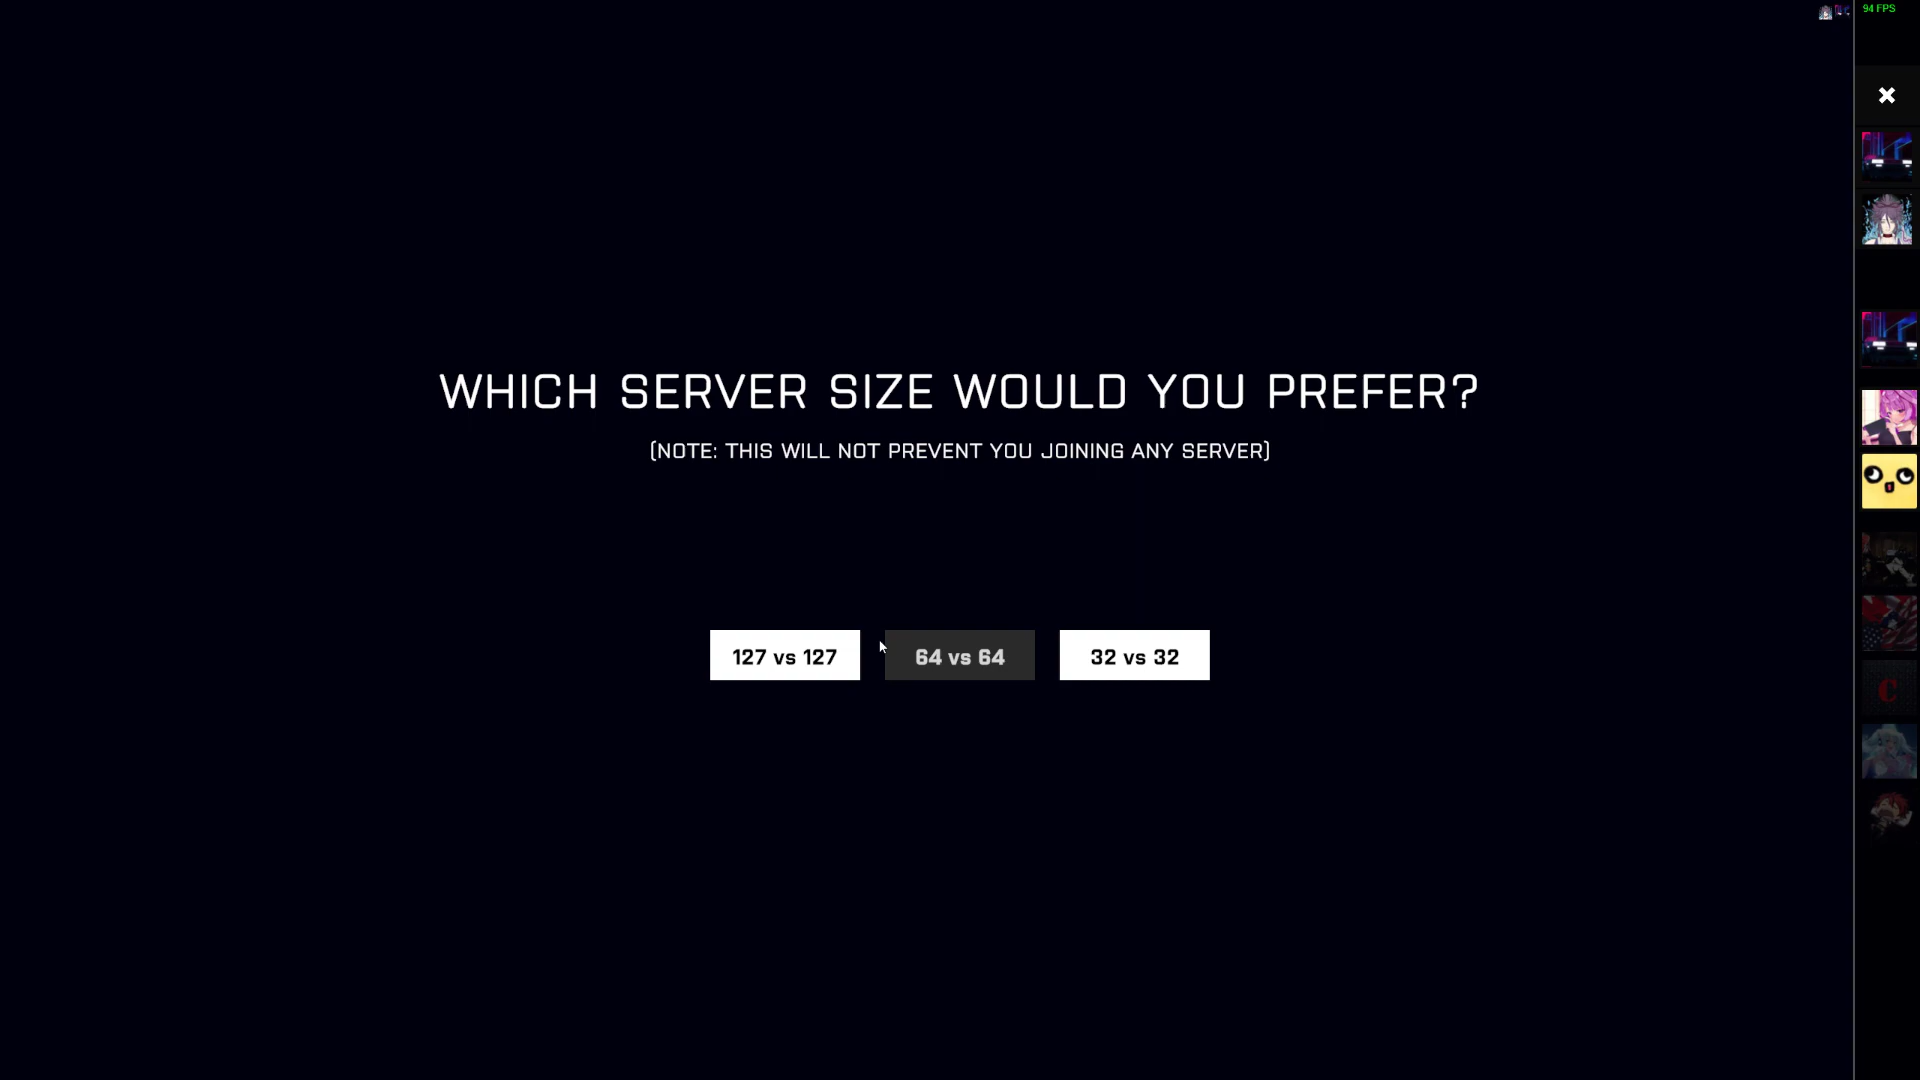 94 FPS
WHICH SERVER SIZE WOULD YOU PREFER?
(NOTE: THIS WILL NOT PREVENT YOU JOINING ANY SERVER)
127 vs 127
64 vs 64
32 vs 32
C